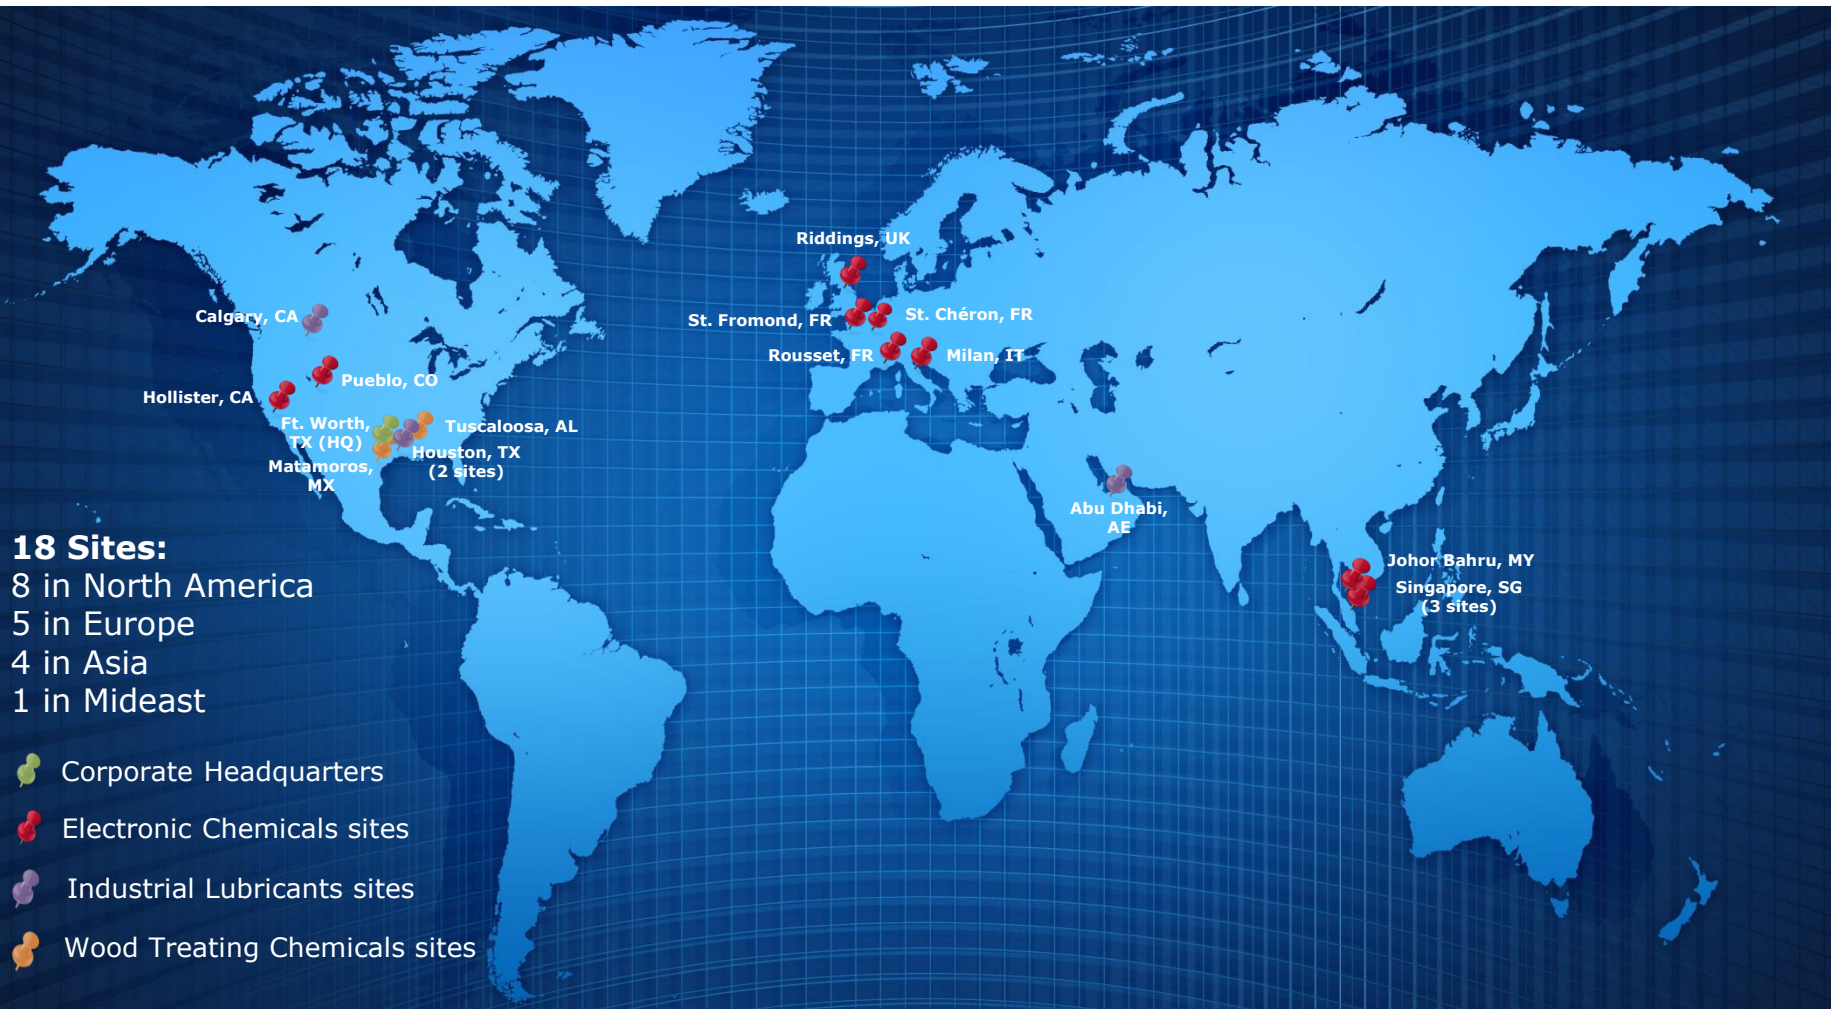 Riddings, UK
Calgary, CA
St. Fromond, FR
St. Chéron, FR
Rousset, FR
Milan, IT
Pueblo, CO
Hollister, CA
Ft. Worth,
TX (HQ)
Tuscaloosa, AL
Houston, TX
(2 sites)
Matamoros,
MX
Abu Dhabi,
AE
Johor Bahru, MY
Singapore, SG
(3 sites)
18 Sites:
8 in North America
5 in Europe
4 in Asia
1 in Mideast
Corporate Headquarters
Electronic Chemicals sites
Industrial Lubricants sites
Wood Treating Chemicals sites